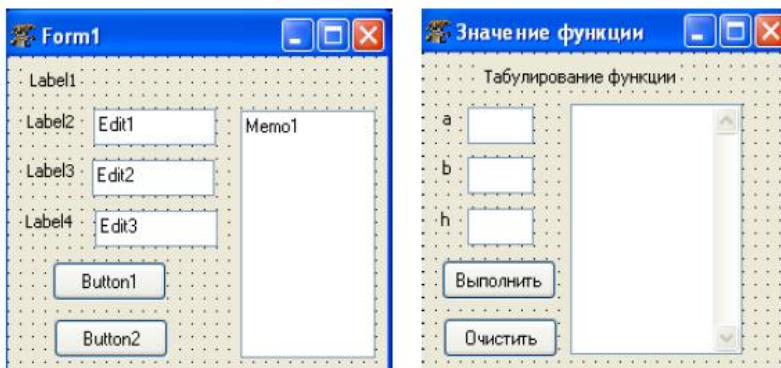 Form1
Label1
Label2 Edit1 Memo1
Label3 Edit2
Label4 Edit3
Button1
Button2
Значение функции
Табулирование функции
a
b
h
Выполнить
Очистить